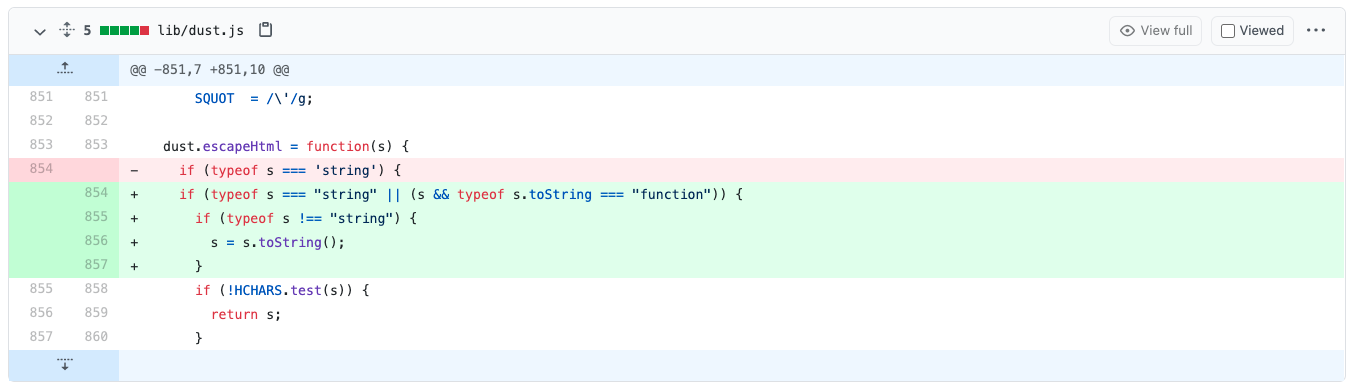 5 lib/dust.js View full Viewed
@@ -851,7 +851,10 @@
851 851 SQUOT = /\'/g;
852 852
853 853 dust.escapeHtml = function(s) {
854 - if (typeof s === 'string') {
854 + if (typeof s === "string" || (s && typeof s.toString === "function")) {
855 + if (typeof s !== "string") {
856 + s = s.toString();
857 + }
855 858 if (!HCHARS.test(s)) {
856 859 return s;
857 860 }